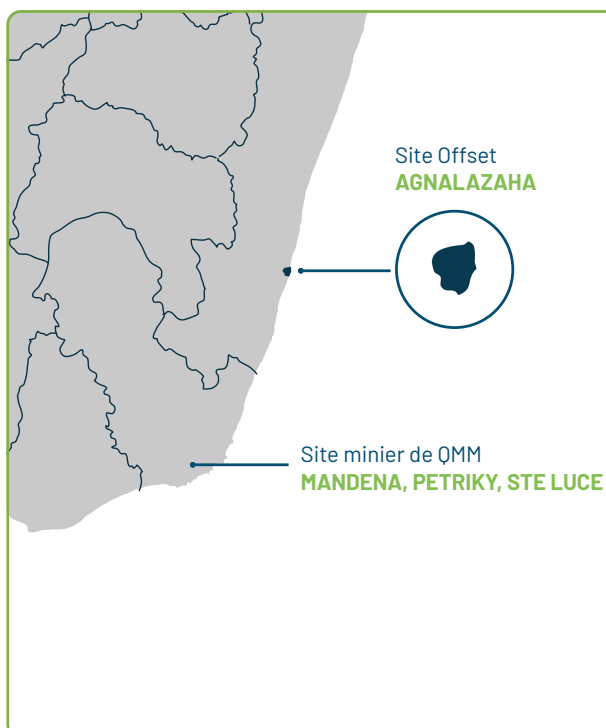 Site Offset
AGNALAZAHA
Site minier de QMM
MANDENA, PETRIKY, STE LUCE